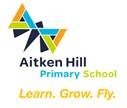 Aitken Hill
Primary School
Learn. Grow. Fly.